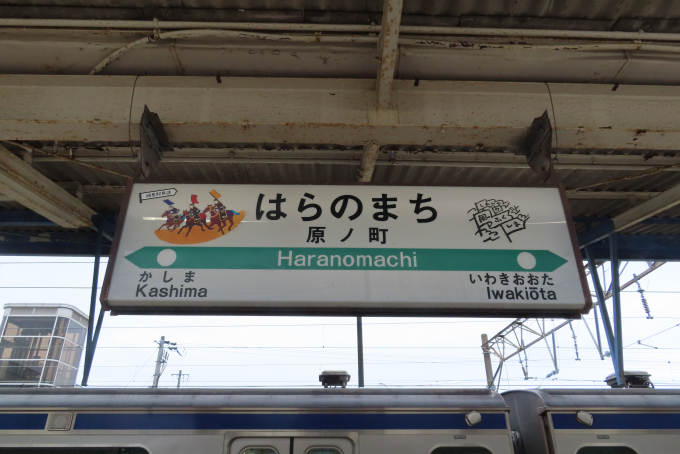 はらのまち
原ノ町
Haranomachi
かしま
Kashima
いわきおおた
Iwakiōta